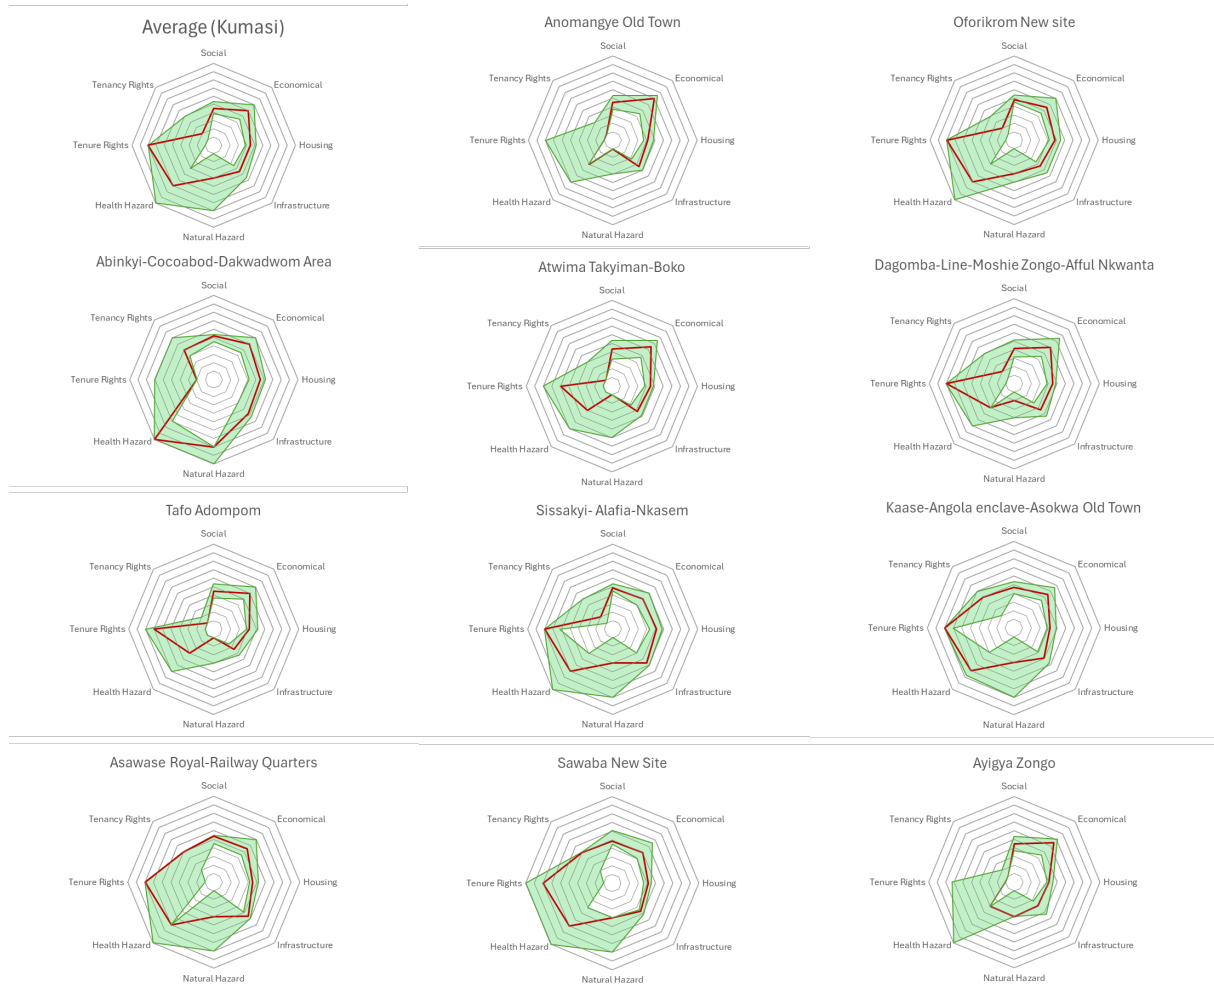 Average (Kumasi)
Social
Tenancy Rights
Economical
Tenure Rights
Housing
Health Hazard
Infrastructure
Natural Hazard
Anomangye Old Town
Social
Tenancy Rights
Economical
Tenure Rights
Housing
Health Hazard
Infrastructure
Natural Hazard
Oforikrom New site
Social
Tenancy Rights
Economical
Tenure Rights
Housing
Health Hazard
Infrastructure
Natural Hazard
Abinkyi-Cocoabod-Dakwadwom Area
Social
Tenancy Rights
Economical
Tenure Rights
Housing
Health Hazard
Infrastructure
Natural Hazard
Atwima Takyiman-Boko
Social
Tenancy Rights
Economical
Tenure Rights
Housing
Health Hazard
Infrastructure
Natural Hazard
Dagomba-Line-Moshie Zongo-Afful Nkwanta
Social
Tenancy Rights
Economical
Tenure Rights
Housing
Health Hazard
Infrastructure
Natural Hazard
Tafo Adompom
Social
Tenancy Rights
Economical
Tenure Rights
Housing
Health Hazard
Infrastructure
Natural Hazard
Sissakyi- Alafia-Nkasem
Social
Tenancy Rights
Economical
Tenure Rights
Housing
Health Hazard
Infrastructure
Natural Hazard
Kaase-Angola enclave-Asokwa Old Town
Social
Tenancy Rights
Economical
Tenure Rights
Housing
Health Hazard
Infrastructure
Natural Hazard
Asawase Royal-Railway Quarters
Social
Tenancy Rights
Economical
Tenure Rights
Housing
Health Hazard
Infrastructure
Natural Hazard
Sawaba New Site
Social
Tenancy Rights
Economical
Tenure Rights
Housing
Health Hazard
Infrastructure
Natural Hazard
Ayigya Zongo
Social
Tenancy Rights
Economical
Tenure Rights
Housing
Health Hazard
Infrastructure
Natural Hazard